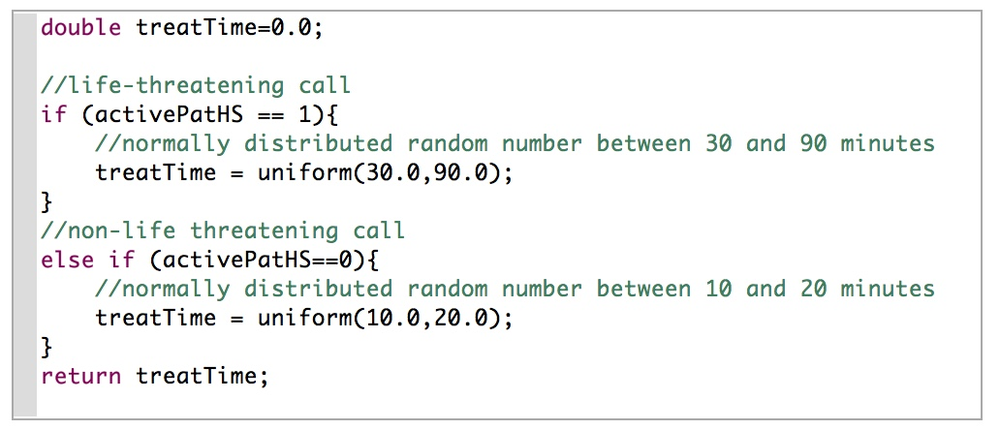 double treatTime=0.0;
//life-threatening call
if (activePatHS == 1){
//normally distributed random number between 30 and 90 minutes
treatTime = uniform(30.0,90.0);
}
//non-life threatening call
else if (activePatHS==0){
//normally distributed random number between 10 and 20 minutes
treatTime = uniform(10.0,20.0);
}
return treatTime;